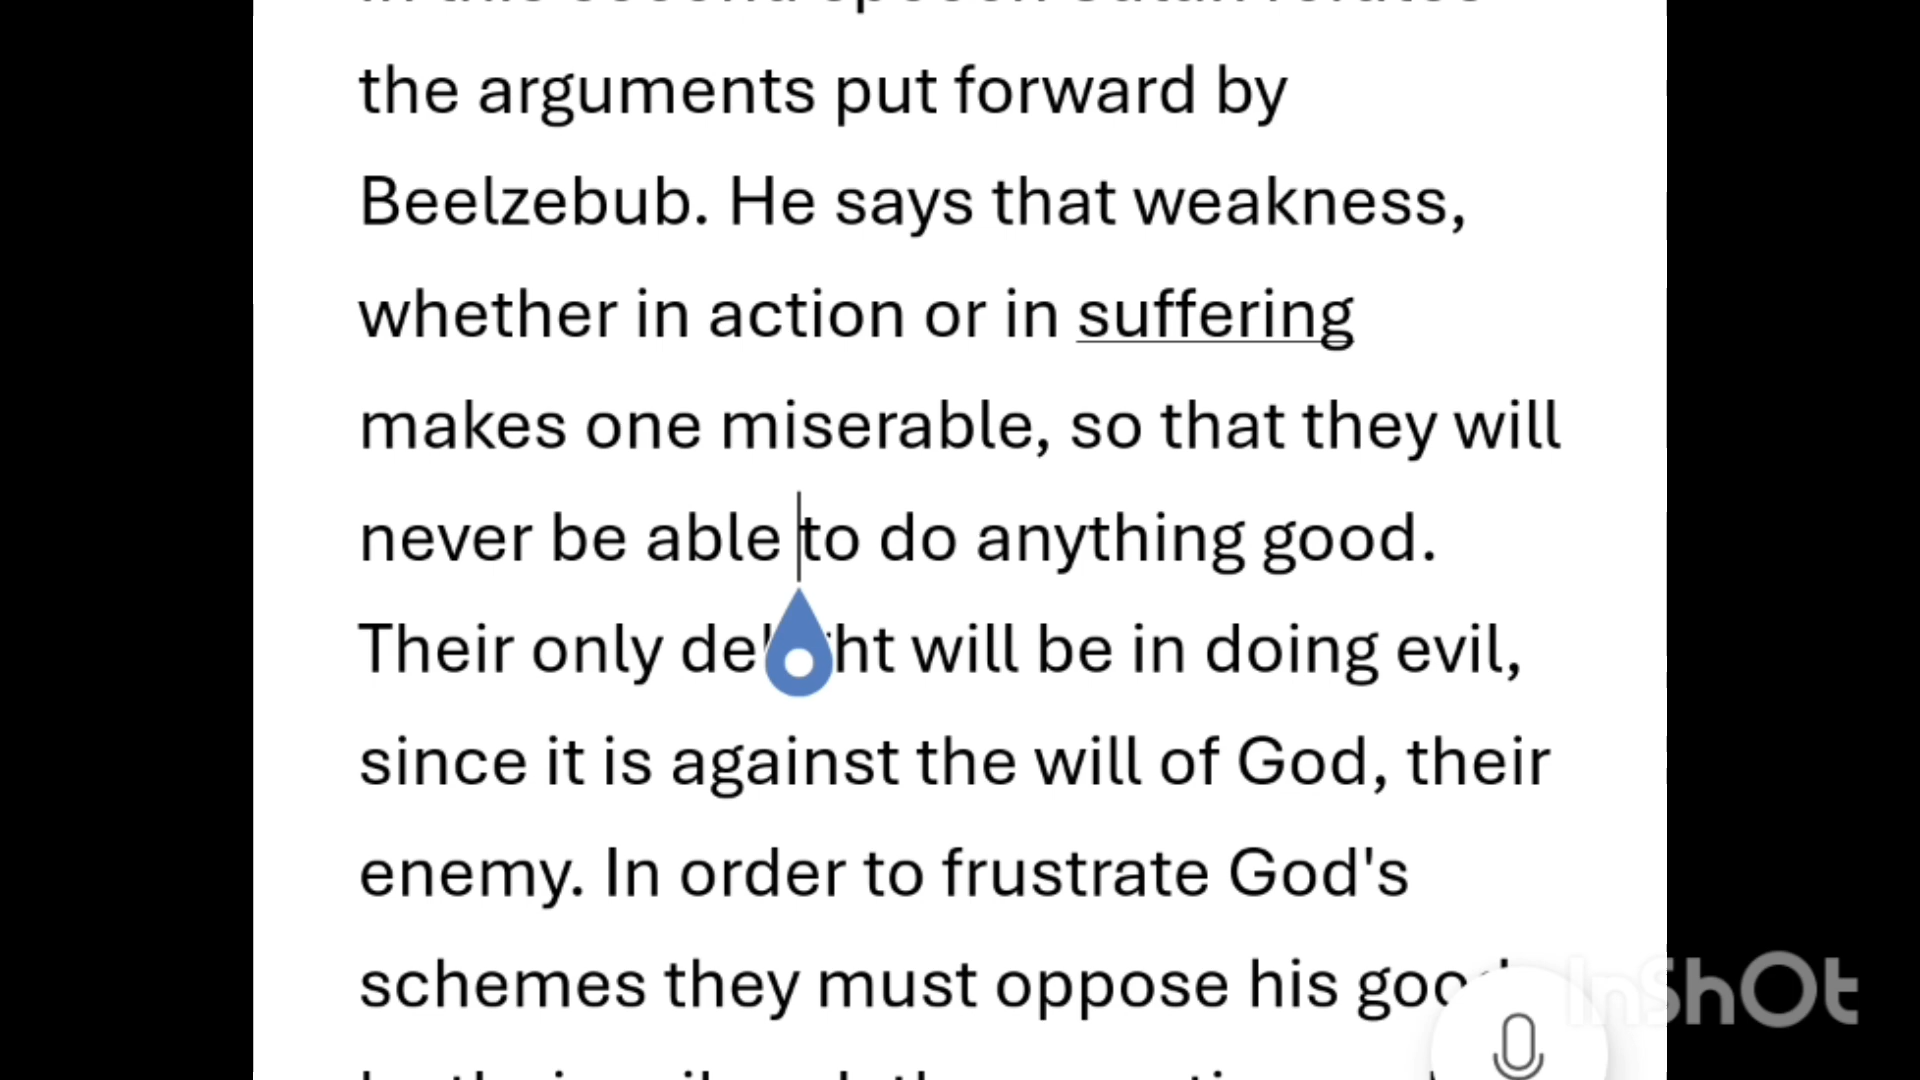 the arguments put forward by
Beelzebub. He says that weakness,
whether in action or in suffering
makes one miserable, so that they will
never be able to do anything good.
Their only delight will be in doing evil,
since it is against the will of God, their
enemy. In order to frustrate God's
schemes they must oppose his good
InShOt